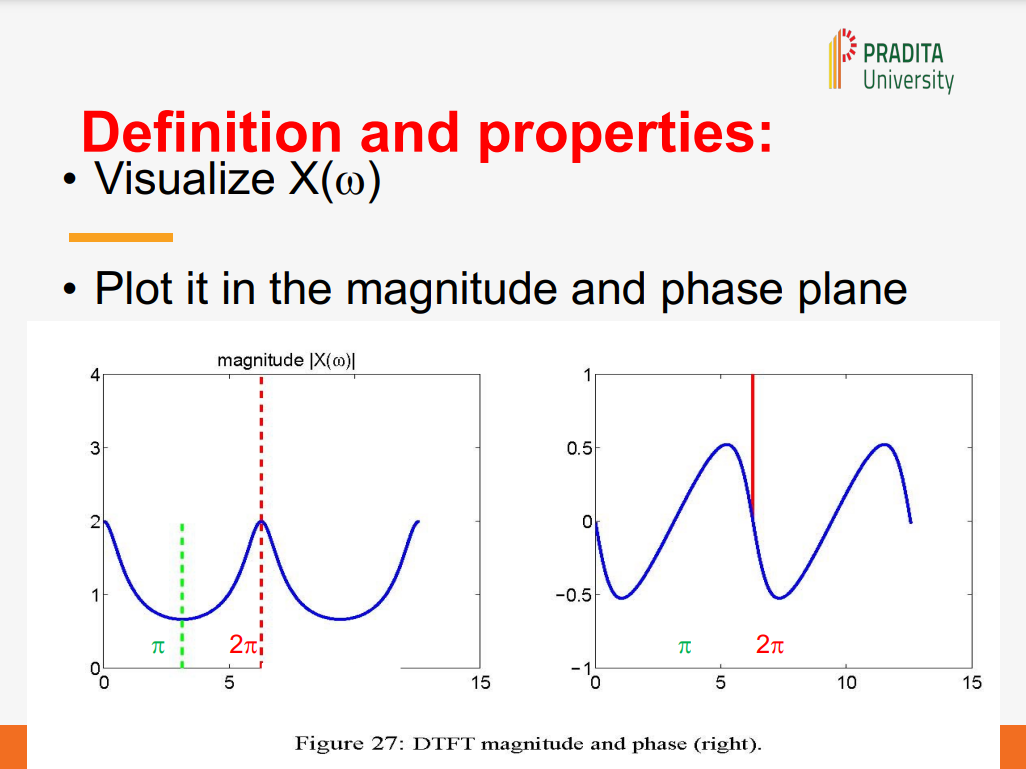 PRADITA
University
Definition and properties:
• Visualize X(ω)
• Plot it in the magnitude and phase plane
magnitude |X(ω)|
4
3
2
1
0
π
2π
0
5
15
1
0.5
0
−0.5
−1
π
2π
0
5
10
15
Figure 27: DTFT magnitude and phase (right).